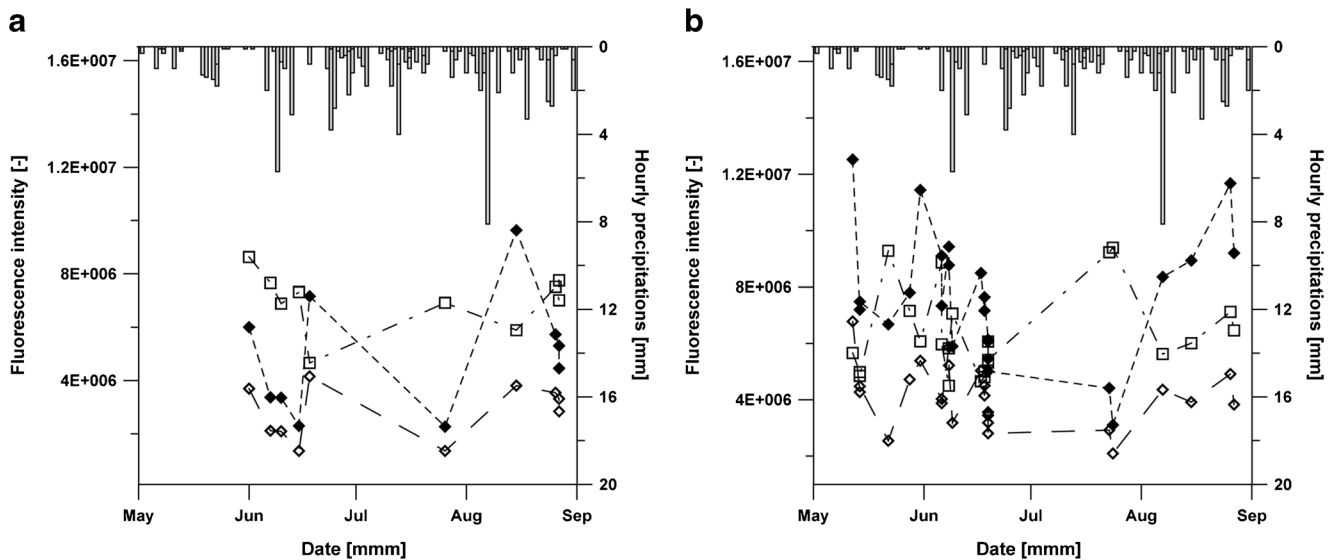 a
b
1.6E+007
1.2E+007
8E+006
4E+006
Fluorescence intensity [-]
0
4
8
12
16
20
Hourly precipitations [mm]
May
Jun
Jul
Aug
Sep
Date [mmm]
1.6E+007
1.2E+007
8E+006
4E+006
Fluorescence intensity [-]
0
4
8
12
16
20
Hourly precipitations [mm]
May
Jun
Jul
Aug
Sep
Date [mmm]